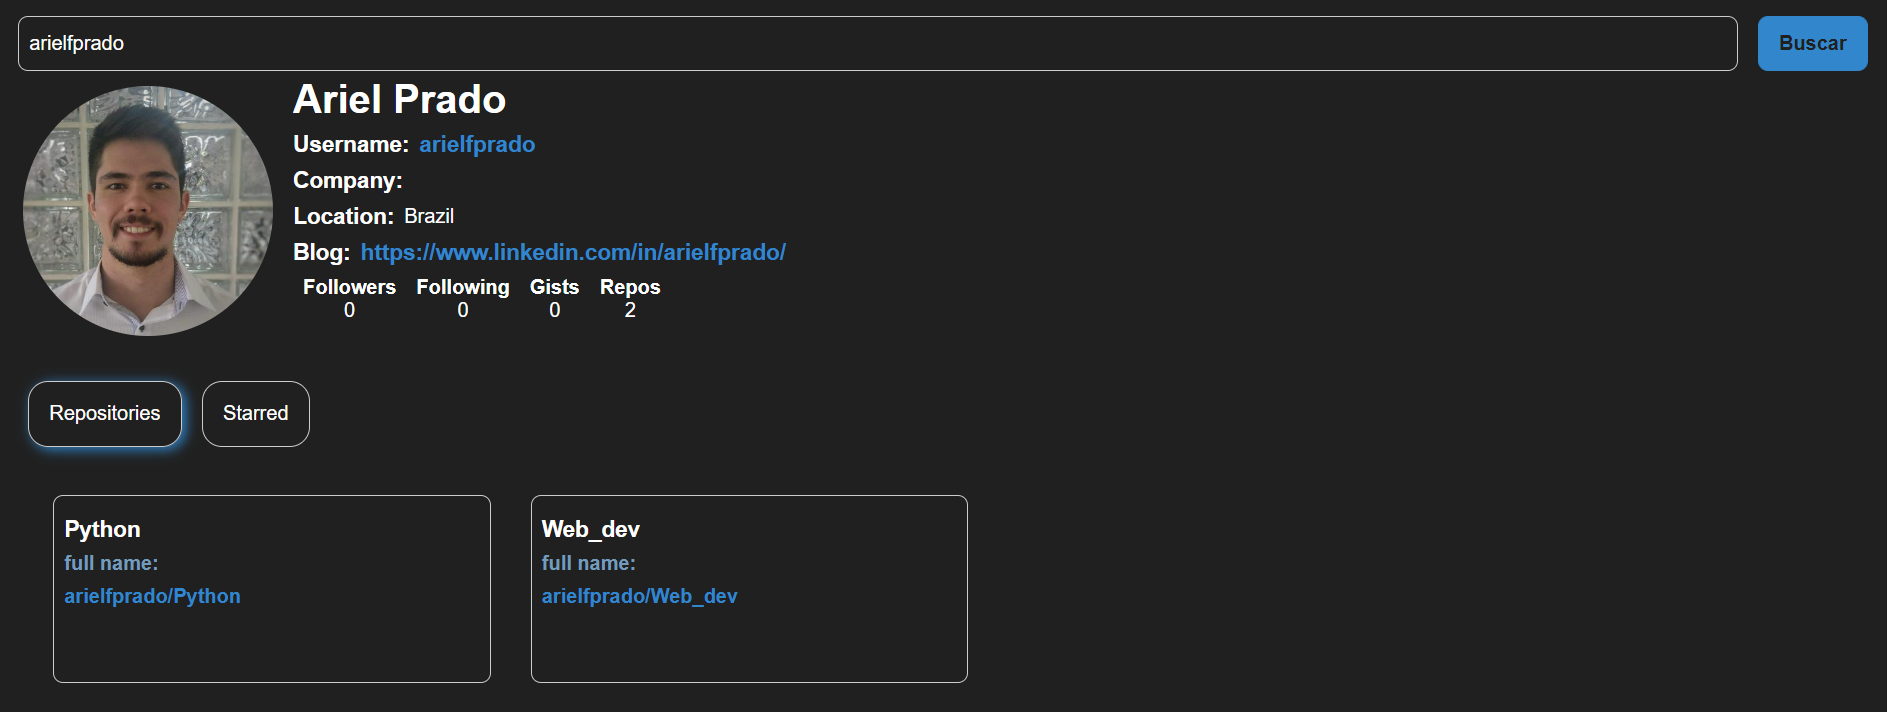 arielfprado
Buscar
Ariel Prado
Username: arielfprado
Company:
Location: Brazil
Blog: https://www.linkedin.com/in/arielfprado/
Followers Following Gists Repos
0 0 0 2
Repositories Starred
Python
full name:
arielfprado/Python
Web_dev
full name:
arielfprado/Web_dev